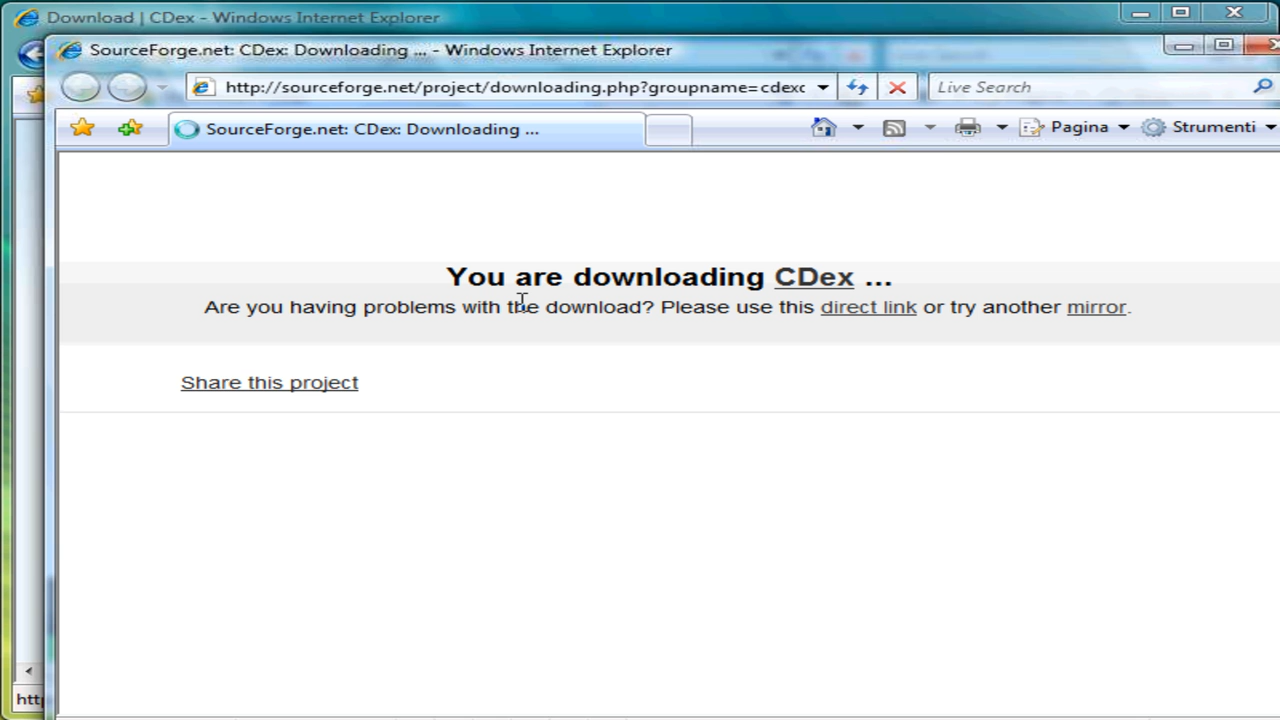 Download | CDex - Windows Internet Explorer
SourceForge.net: CDex: Downloading ... - Windows Internet Explorer
http://sourceforge.net/project/downloading.php?groupname=cdexc
Live Search
SourceForge.net: CDex: Downloading ...
Pagina
Strumenti
You are downloading CDex ...
Are you having problems with the download? Please use this direct link or try another mirror.
Share this project
http